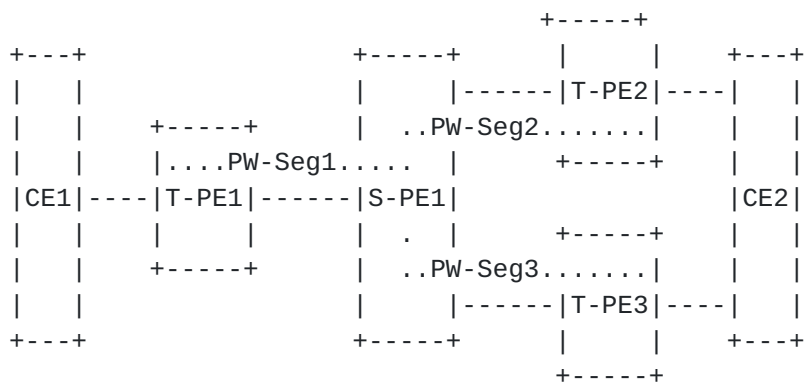 +-----+
+---+                  +-----+       |     |     +---+
|   |                  |     |------|T-PE2|----|   |
|   |     +-----+      |  ..PW-Seg2.......|     |   |
|   |     |....PW-Seg1.....  |       +-----+     |   |
|CE1|----|T-PE1|------|S-PE1|                  |CE2|
|   |     |     |      |  .  |       +-----+     |   |
|   |     +-----+      |  ..PW-Seg3.......|     |   |
|   |                  |     |------|T-PE3|----|   |
+---+                  +-----+       |     |     +---+
                                     +-----+